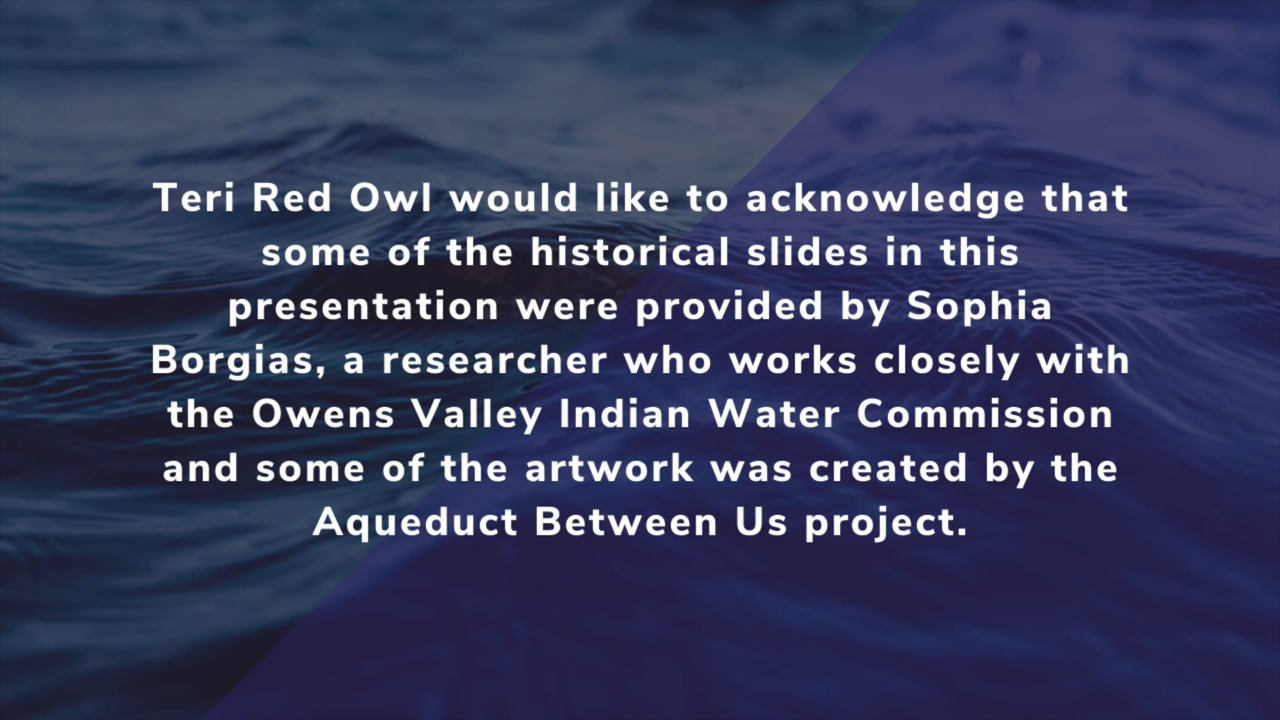 Teri Red Owl would like to acknowledge that
some of the historical slides in this
presentation were provided by Sophia
Borgias, a researcher who works closely with
the Owens Valley Indian Water Commission
and some of the artwork was created by the
Aqueduct Between Us project.